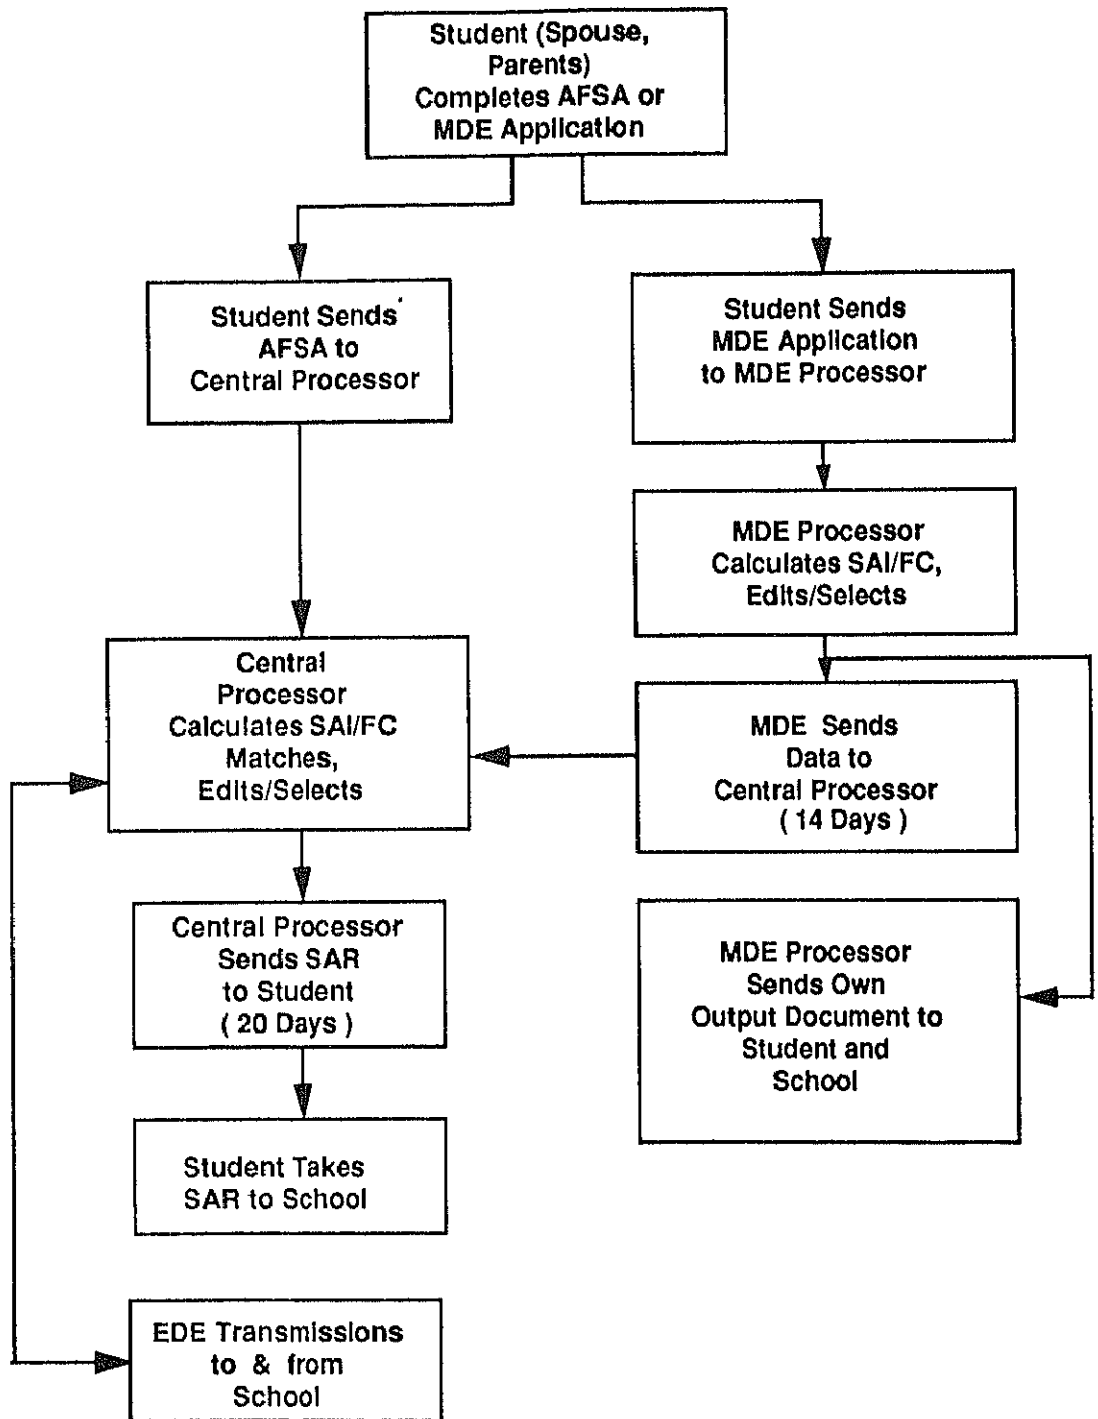 Student (Spouse,
Parents)
Completes AFSA or
MDE Application
Student Sends
AFSA to
Central Processor
Student Sends
MDE Application
to MDE Processor
MDE Processor
Calculates SAI/FC,
Edits/Selects
Central
Processor
Calculates SAI/FC
Matches,
Edits/Selects
MDE Sends
Data to
Central Processor
( 14 Days )
Central Processor
Sends SAR
to Student
( 20 Days )
MDE Processor
Sends Own
Output Document to
Student and
School
Student Takes
SAR to School
EDE Transmissions
to & from
School